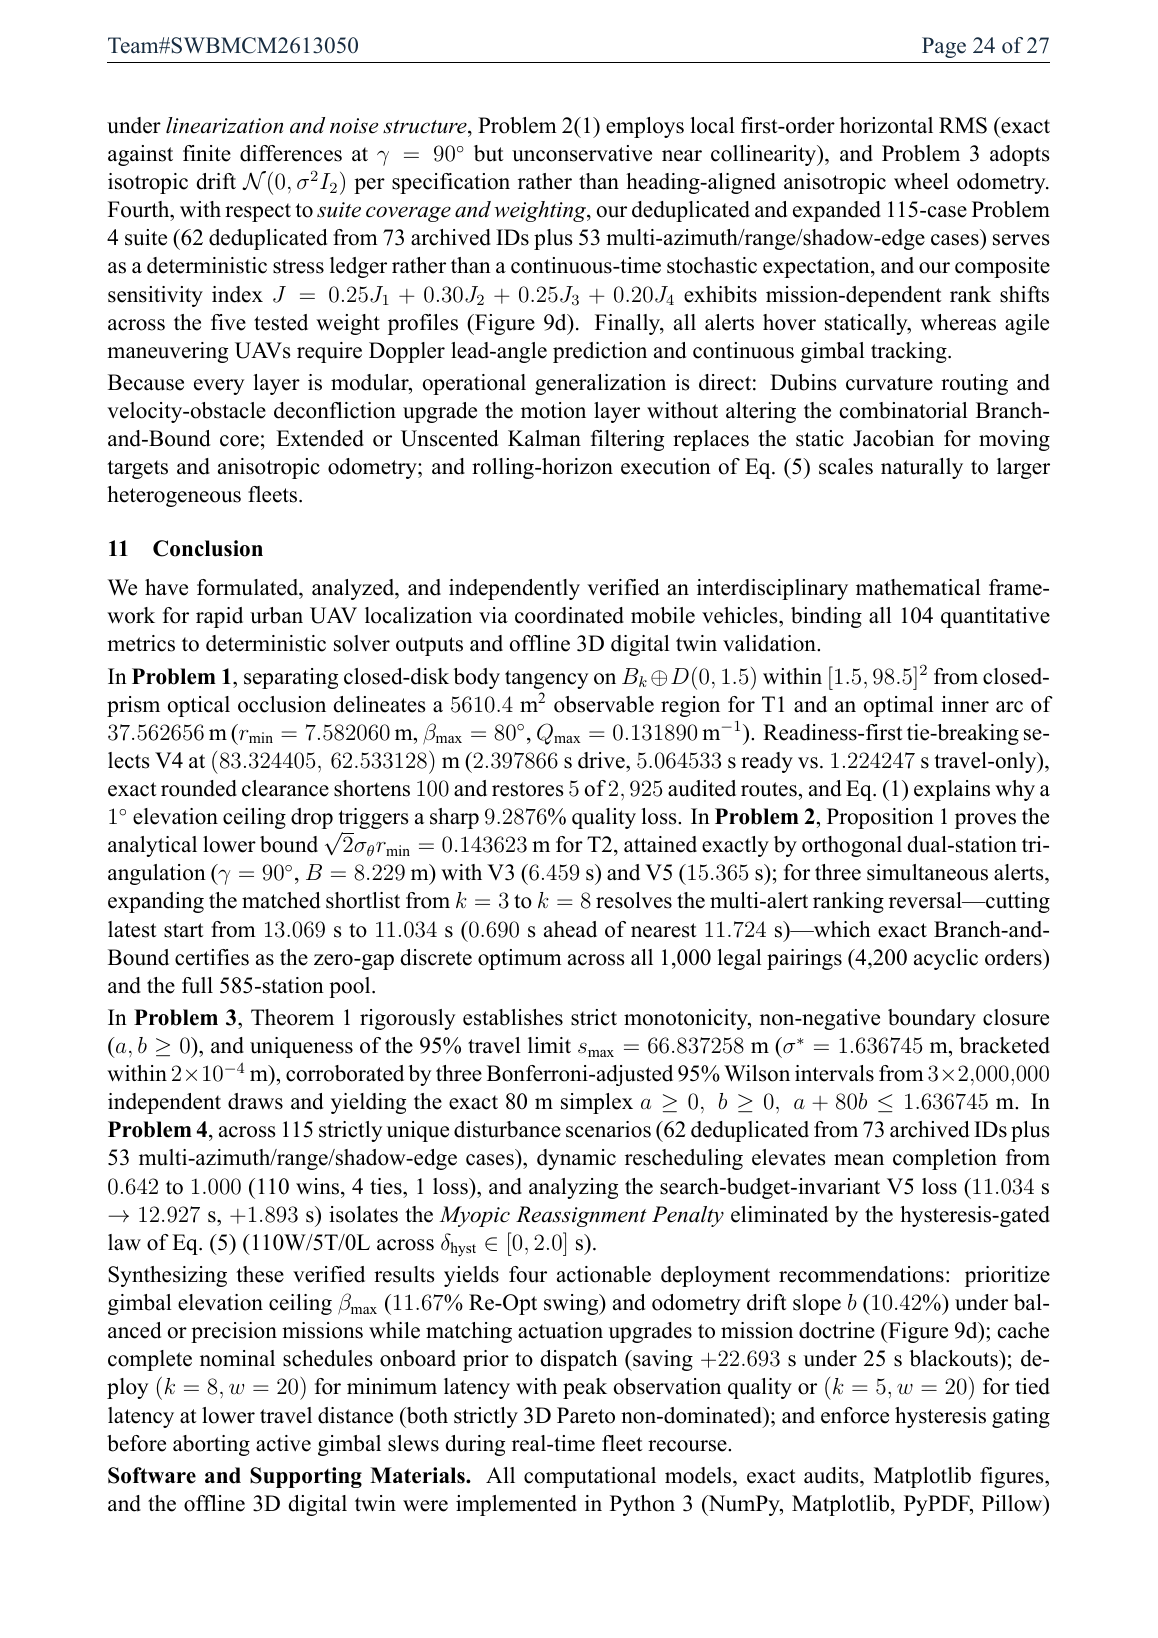 Team#SWBMCM2613050 Page 24 of 27
under linearization and noise structure, Problem 2(1) employs local first-order horizontal RMS (exact
against finite differences at γ = 90° but unconservative near collinearity), and Problem 3 adopts
isotropic drift 𝒩(0, σ²I₂) per specification rather than heading-aligned anisotropic wheel odometry.
Fourth, with respect to suite coverage and weighting, our deduplicated and expanded 115-case Problem
4 suite (62 deduplicated from 73 archived IDs plus 53 multi-azimuth/range/shadow-edge cases) serves
as a deterministic stress ledger rather than a continuous-time stochastic expectation, and our composite
sensitivity index J = 0.25J₁ + 0.30J₂ + 0.25J₃ + 0.20J₄ exhibits mission-dependent rank shifts
across the five tested weight profiles (Figure 9d). Finally, all alerts hover statically, whereas agile
maneuvering UAVs require Doppler lead-angle prediction and continuous gimbal tracking.
Because every layer is modular, operational generalization is direct: Dubins curvature routing and
velocity-obstacle deconfliction upgrade the motion layer without altering the combinatorial Branch-
and-Bound core; Extended or Unscented Kalman filtering replaces the static Jacobian for moving
targets and anisotropic odometry; and rolling-horizon execution of Eq. (5) scales naturally to larger
heterogeneous fleets.
11 Conclusion
We have formulated, analyzed, and independently verified an interdisciplinary mathematical frame-
work for rapid urban UAV localization via coordinated mobile vehicles, binding all 104 quantitative
metrics to deterministic solver outputs and offline 3D digital twin validation.
In Problem 1, separating closed-disk body tangency on Bₖ⊕D(0, 1.5) within [1.5, 98.5]² from closed-
prism optical occlusion delineates a 5610.4 m² observable region for T1 and an optimal inner arc of
37.562656 m (r_min = 7.582060 m, β_max = 80°, Q_max = 0.131890 m⁻¹). Readiness-first tie-breaking se-
lects V4 at (83.324405, 62.533128) m (2.397866 s drive, 5.064533 s ready vs. 1.224247 s travel-only),
exact rounded clearance shortens 100 and restores 5 of 2, 925 audited routes, and Eq. (1) explains why a
1° elevation ceiling drop triggers a sharp 9.2876% quality loss. In Problem 2, Proposition 1 proves the
analytical lower bound √2σ_θr_min = 0.143623 m for T2, attained exactly by orthogonal dual-station tri-
angulation (γ = 90°, B = 8.229 m) with V3 (6.459 s) and V5 (15.365 s); for three simultaneous alerts,
expanding the matched shortlist from k = 3 to k = 8 resolves the multi-alert ranking reversal—cutting
latest start from 13.069 s to 11.034 s (0.690 s ahead of nearest 11.724 s)—which exact Branch-and-
Bound certifies as the zero-gap discrete optimum across all 1,000 legal pairings (4,200 acyclic orders)
and the full 585-station pool.
In Problem 3, Theorem 1 rigorously establishes strict monotonicity, non-negative boundary closure
(a, b ≥ 0), and uniqueness of the 95% travel limit s_max = 66.837258 m (σ* = 1.636745 m, bracketed
within 2×10⁻⁴ m), corroborated by three Bonferroni-adjusted 95% Wilson intervals from 3×2,000,000
independent draws and yielding the exact 80 m simplex a ≥ 0, b ≥ 0, a + 80b ≤ 1.636745 m. In
Problem 4, across 115 strictly unique disturbance scenarios (62 deduplicated from 73 archived IDs plus
53 multi-azimuth/range/shadow-edge cases), dynamic rescheduling elevates mean completion from
0.642 to 1.000 (110 wins, 4 ties, 1 loss), and analyzing the search-budget-invariant V5 loss (11.034 s
→ 12.927 s, +1.893 s) isolates the Myopic Reassignment Penalty eliminated by the hysteresis-gated
law of Eq. (5) (110W/5T/0L across δ_hyst ∈ [0, 2.0] s).
Synthesizing these verified results yields four actionable deployment recommendations: prioritize
gimbal elevation ceiling β_max (11.67% Re-Opt swing) and odometry drift slope b (10.42%) under bal-
anced or precision missions while matching actuation upgrades to mission doctrine (Figure 9d); cache
complete nominal schedules onboard prior to dispatch (saving +22.693 s under 25 s blackouts); de-
ploy (k = 8, w = 20) for minimum latency with peak observation quality or (k = 5, w = 20) for tied
latency at lower travel distance (both strictly 3D Pareto non-dominated); and enforce hysteresis gating
before aborting active gimbal slews during real-time fleet recourse.
Software and Supporting Materials. All computational models, exact audits, Matplotlib figures,
and the offline 3D digital twin were implemented in Python 3 (NumPy, Matplotlib, PyPDF, Pillow)